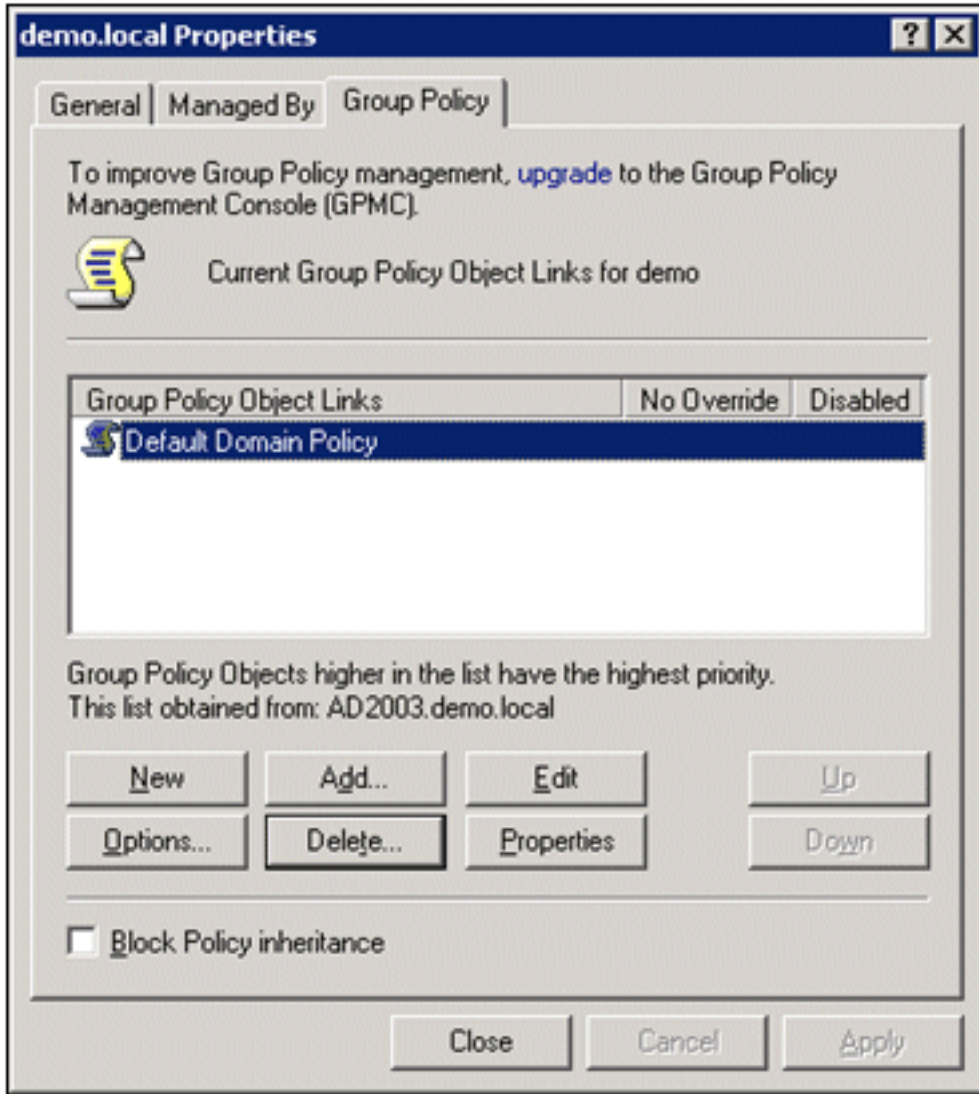 demo.local Properties
General Managed By Group Policy
To improve Group Policy management, upgrade to the Group Policy
Management Console (GPMC).
Current Group Policy Object Links for demo
Group Policy Object Links No Override Disabled
Default Domain Policy
Group Policy Objects higher in the list have the highest priority.
This list obtained from: AD2003.demo.local
New Add... Edit Up
Options... Delete... Properties Down
Block Policy inheritance
Close Cancel Apply